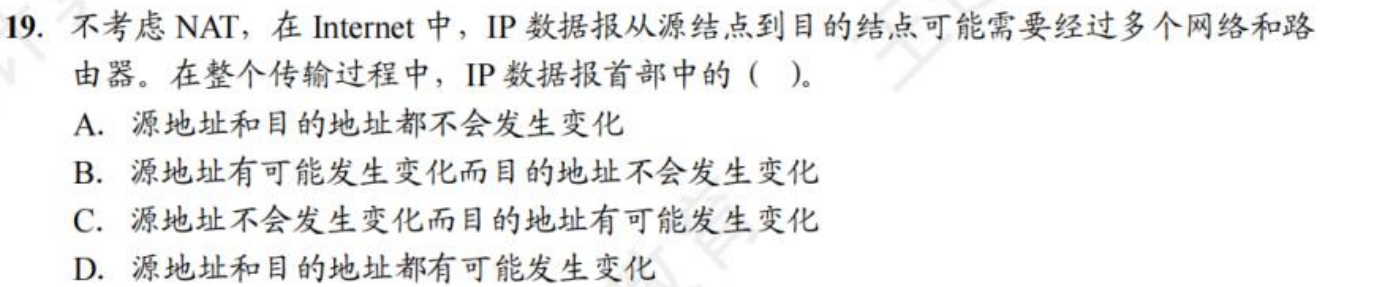 19. 不考虑 NAT，在 Internet 中，IP 数据报从源结点到目的结点可能需要经过多个网络和路
由器。在整个传输过程中，IP 数据报首部中的（ ）。
A. 源地址和目的地址都不会发生变化
B. 源地址有可能发生变化而目的地址不会发生变化
C. 源地址不会发生变化而目的地址有可能发生变化
D. 源地址和目的地址都有可能发生变化